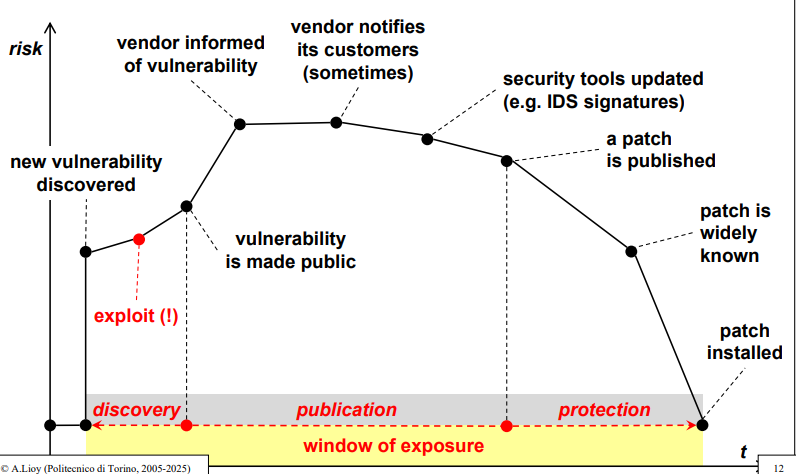 risk
vendor informed
of vulnerability
vendor notifies
its customers
(sometimes)
security tools updated
(e.g. IDS signatures)
a patch
is published
new vulnerability
discovered
vulnerability
is made public
patch is
widely
known
exploit (!)
patch
installed
discovery
publication
protection
window of exposure
t
© A.Lioy (Politecnico di Torino, 2005-2025)
12